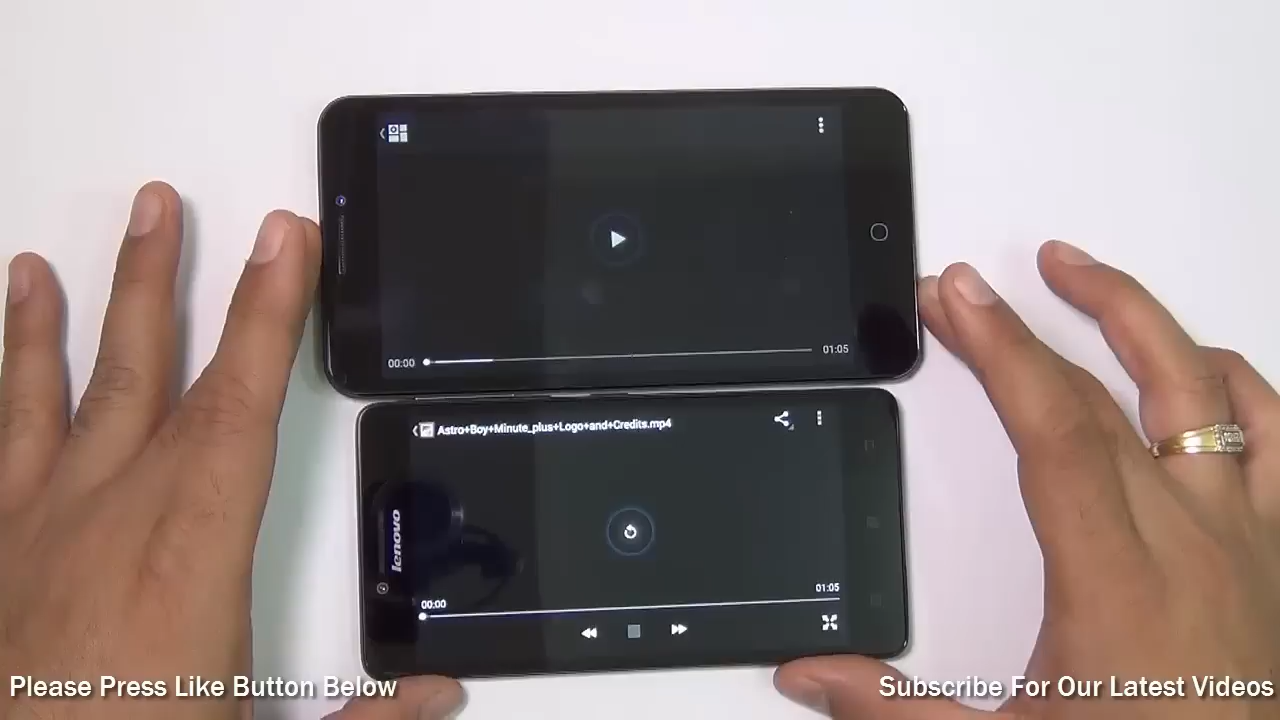 00:00
01:05
Astro+Boy+Minute_plus+Logo+and+Credits.mp4
lenovo
00:00
01:05
Please Press Like Button Below
Subscribe For Our Latest Videos